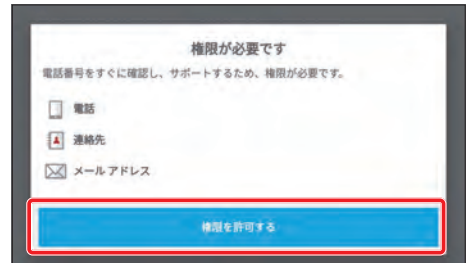 権限が必要です
電話番号をすぐに確認し、サポートするため、権限が必要です。
電話
連絡先
メール アドレス
権限を許可する